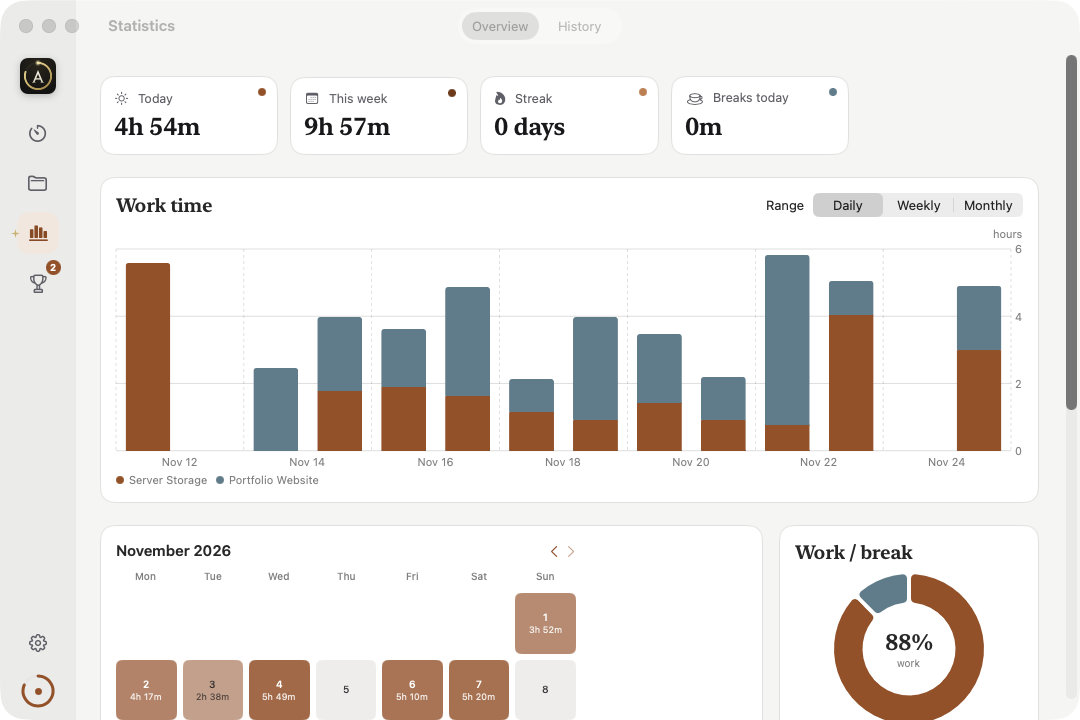 Statistics
Overview
History
A
Today
4h 54m
This week
9h 57m
Streak
0 days
Breaks today
0m
2
Work time
Range
Daily
Weekly
Monthly
hours
6
4
2
0
Nov 12
Nov 14
Nov 16
Nov 18
Nov 20
Nov 22
Nov 24
Server Storage
Portfolio Website
November 2026
Mon
Tue
Wed
Thu
Fri
Sat
Sun
1
3h 52m
2
4h 17m
3
2h 38m
4
5h 49m
5
6
5h 10m
7
5h 20m
8
Work / break
88%
work